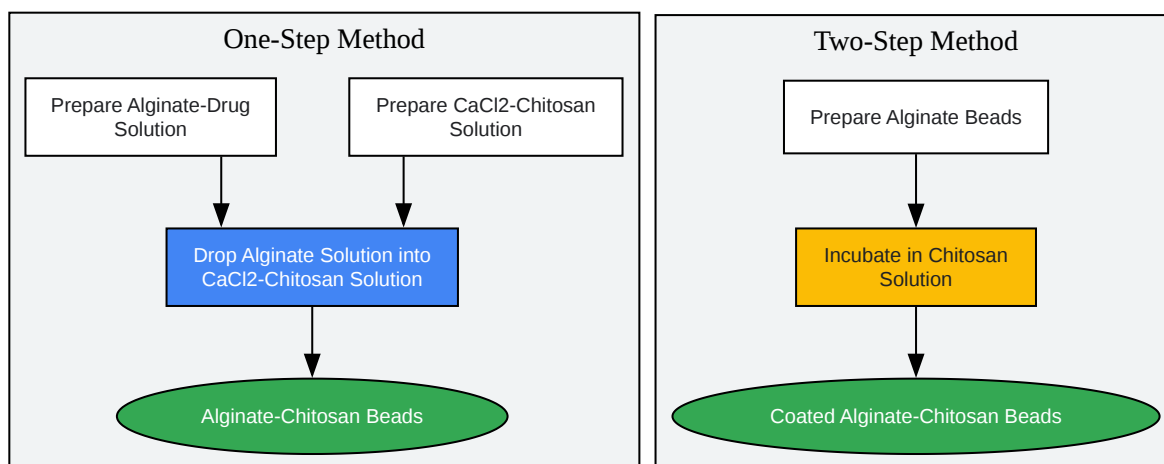 One-Step Method
Prepare Alginate-Drug
Solution
Prepare CaCl2-Chitosan
Solution
Drop Alginate Solution into
CaCl2-Chitosan Solution
Alginate-Chitosan Beads
Two-Step Method
Prepare Alginate Beads
Incubate in Chitosan
Solution
Coated Alginate-Chitosan Beads